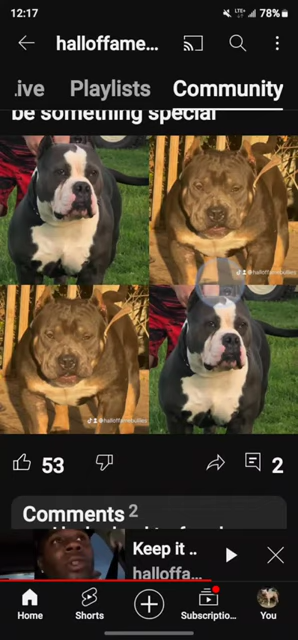 12:17
LTE+
78%
halloffame...
.ive Playlists Community
be something special
@halloffamebullies
@halloffamebullies
53
2
Comments 2
Keep it ..
halloffa...
Home
Shorts
Subscriptio...
You